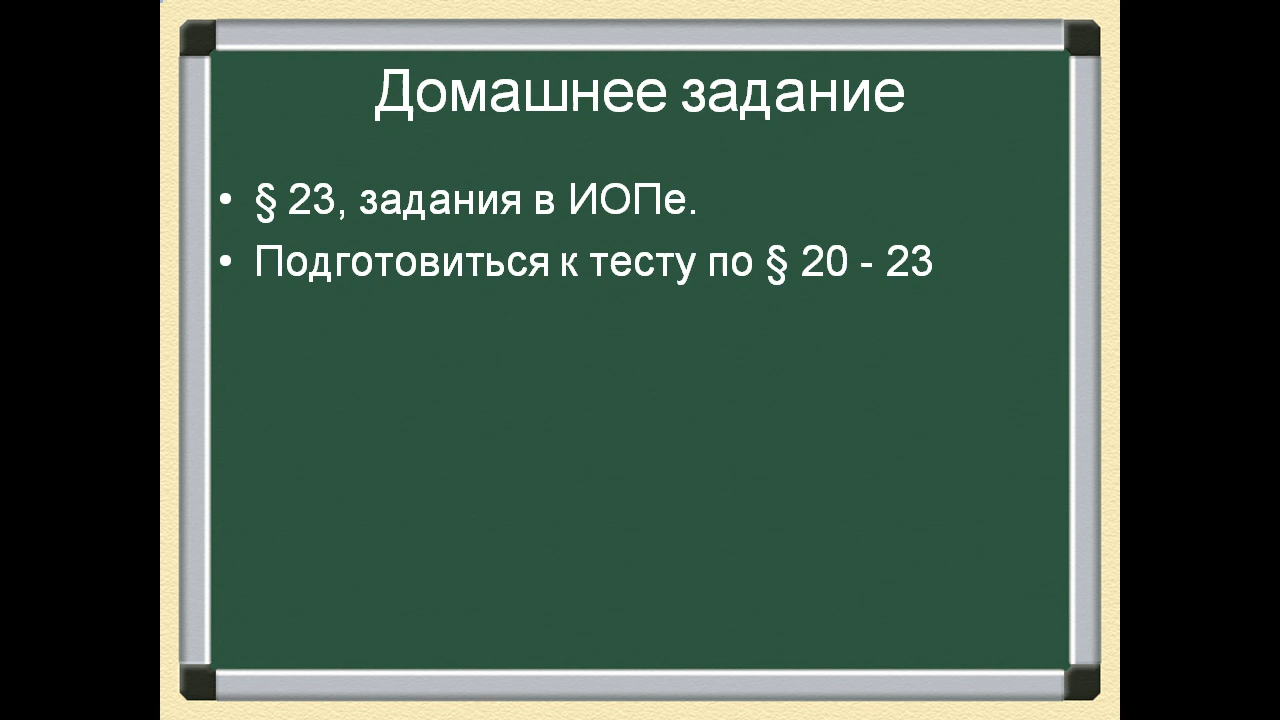 Домашнее задание
• § 23, задания в ИОПе.
• Подготовиться к тесту по § 20 - 23